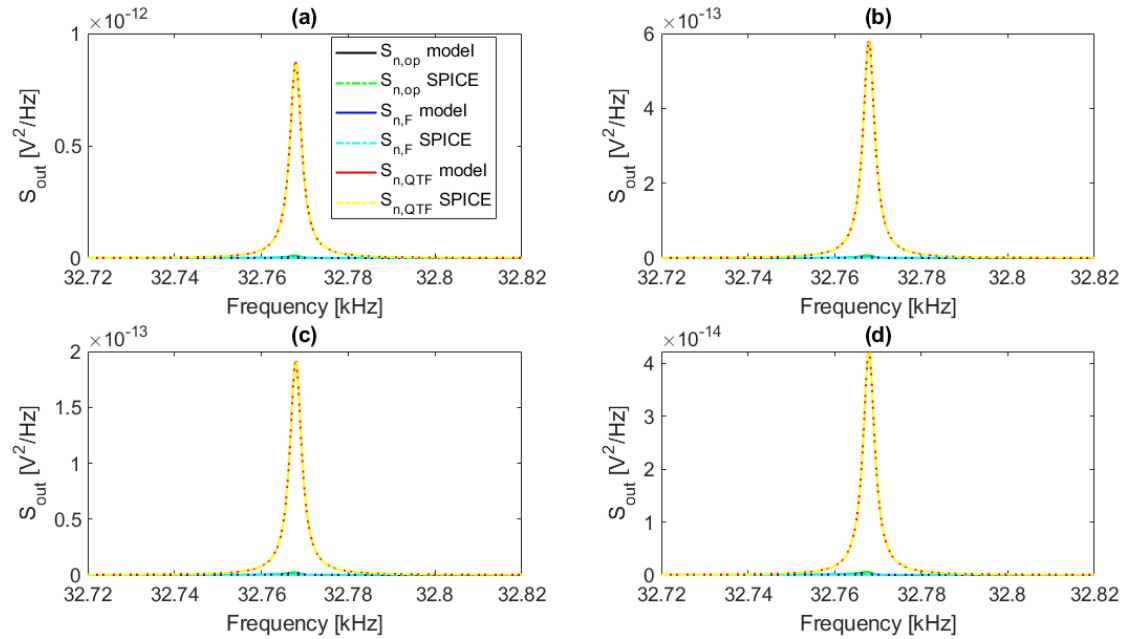 (a)
×10^-12
1
0.5
0
S_out [V^2/Hz]
32.72 32.74 32.76 32.78 32.8 32.82
Frequency [kHz]
S_n,op model
S_n,op SPICE
S_n,F model
S_n,F SPICE
S_n,QTF model
S_n,QTF SPICE
(b)
×10^-13
6
3
0
S_out [V^2/Hz]
32.72 32.74 32.76 32.78 32.8 32.82
Frequency [kHz]
(c)
×10^-13
2
1.5
1
0.5
0
S_out [V^2/Hz]
32.72 32.74 32.76 32.78 32.8 32.82
Frequency [kHz]
(d)
×10^-14
4
3
2
1
0
S_out [V^2/Hz]
32.72 32.74 32.76 32.78 32.8 32.82
Frequency [kHz]